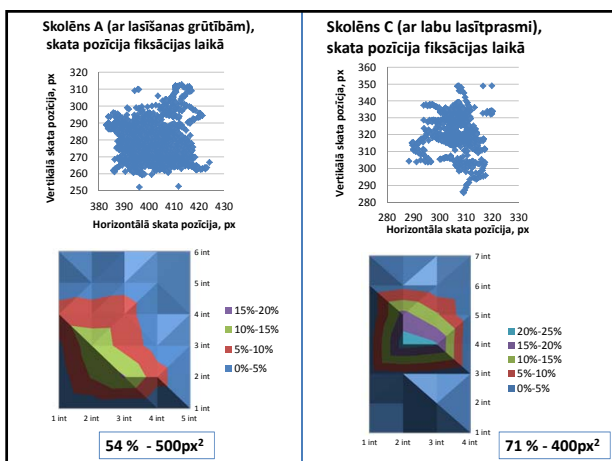 Skolēns A (ar lasīšanas grūtībām),
skata pozīcija fiksācijas laikā
Vertikālā skata pozīcija, px
320
310
300
290
280
270
260
250
380 390 400 410 420 430
Horizontālā skata pozīcija, px
6 int
5 int
4 int
3 int
2 int
1 int
1 int 2 int 3 int 4 int 5 int
15%-20%
10%-15%
5%-10%
0%-5%
54 % - 500px²
Skolēns C (ar labu lasītprasmi),
skata pozīcija fiksācijas laikā
Vertikālā skata pozīcija, px
360
350
340
330
320
310
300
290
280
280 290 300 310 320 330
Horizontālā skata pozīcija, px
7 int
6 int
5 int
4 int
3 int
2 int
1 int
1 int 2 int 3 int 4 int
20%-25%
15%-20%
10%-15%
5%-10%
0%-5%
71 % - 400px²